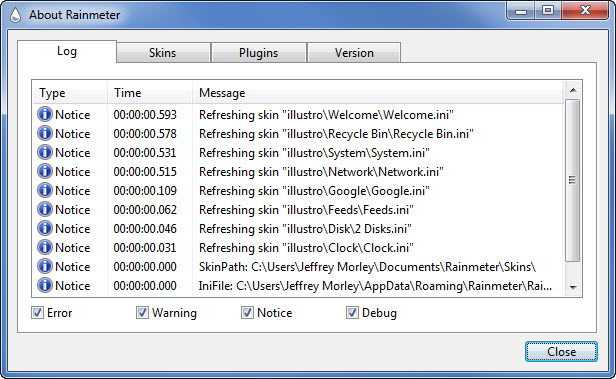 About Rainmeter
Log Skins Plugins Version
Type Time Message
Notice 00:00:00.593 Refreshing skin "illustro\Welcome\Welcome.ini"
Notice 00:00:00.578 Refreshing skin "illustro\Recycle Bin\Recycle Bin.ini"
Notice 00:00:00.531 Refreshing skin "illustro\System\System.ini"
Notice 00:00:00.515 Refreshing skin "illustro\Network\Network.ini"
Notice 00:00:00.109 Refreshing skin "illustro\Google\Google.ini"
Notice 00:00:00.062 Refreshing skin "illustro\Feeds\Feeds.ini"
Notice 00:00:00.046 Refreshing skin "illustro\Disk\2 Disks.ini"
Notice 00:00:00.031 Refreshing skin "illustro\Clock\Clock.ini"
Notice 00:00:00.000 SkinPath: C:\Users\Jeffrey Morley\Documents\Rainmeter\Skins\
Notice 00:00:00.000 IniFile: C:\Users\Jeffrey Morley\AppData\Roaming\Rainmeter\Rai...
Error Warning Notice Debug
Close